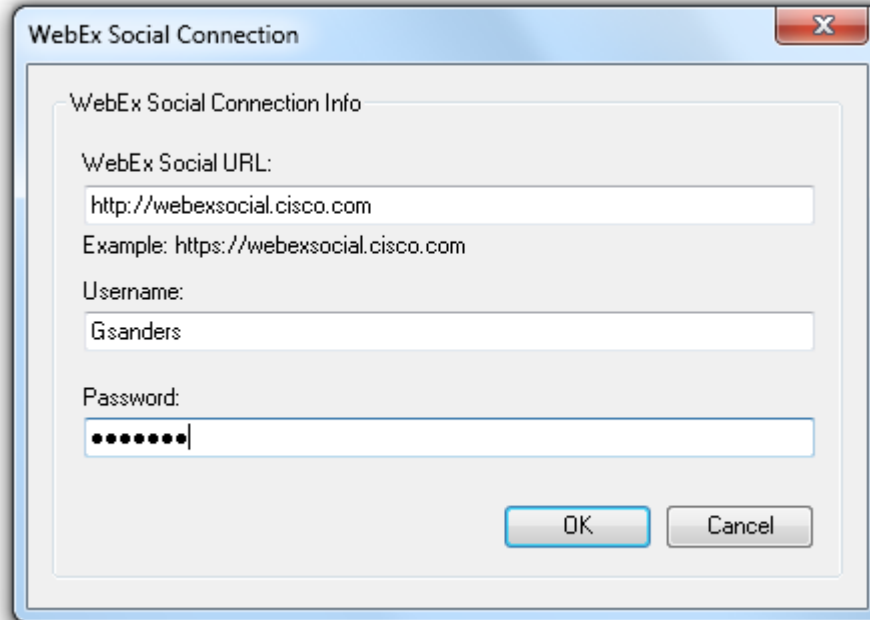 WebEx Social Connection
WebEx Social Connection Info
WebEx Social URL:
http://webexsocial.cisco.com
Example: https://webexsocial.cisco.com
Username:
Gsanders
Password:
●●●●●●●
OK Cancel